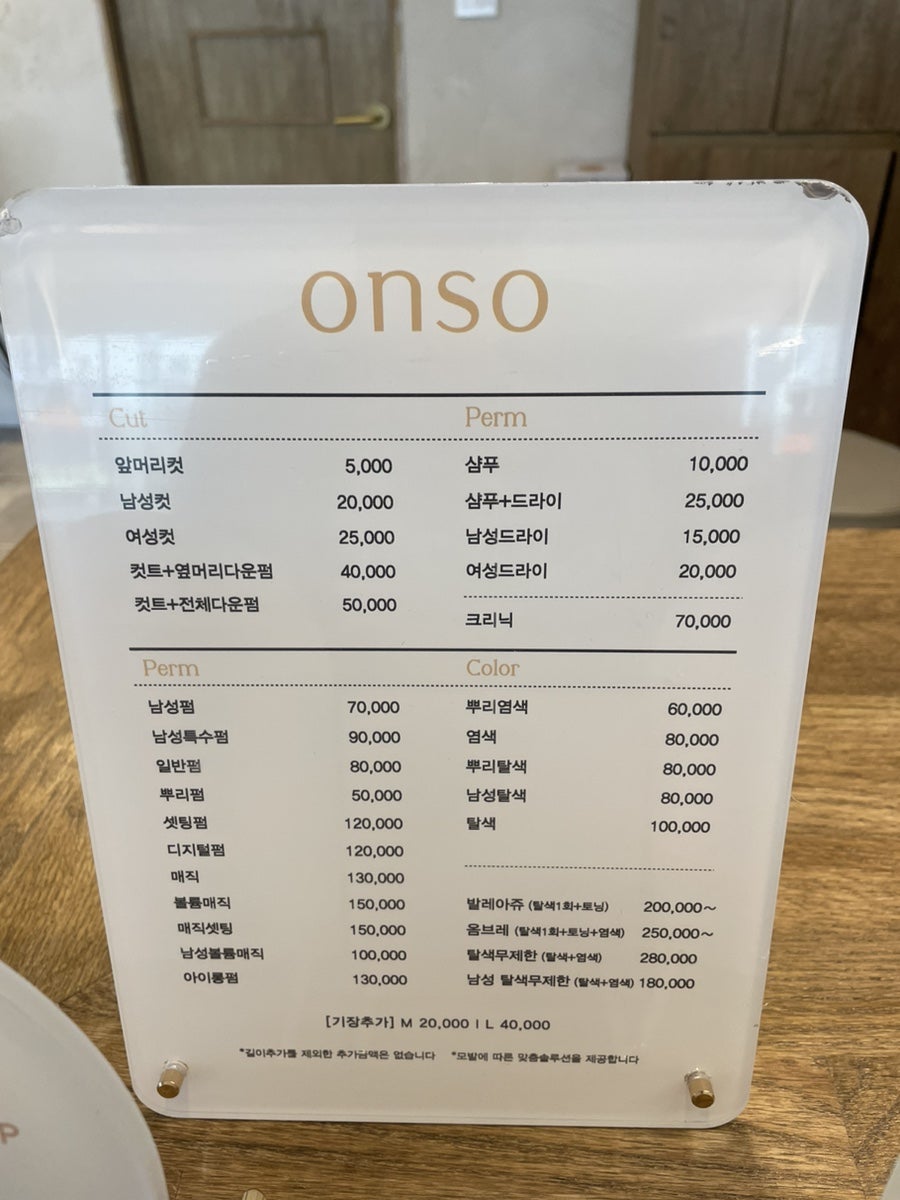 onso
Cut
앞머리컷 5,000
남성컷 20,000
여성컷 25,000
컷트+옆머리다운펌 40,000
컷트+전체다운펌 50,000
Perm
샴푸 10,000
샴푸+드라이 25,000
남성드라이 15,000
여성드라이 20,000
크리닉 70,000
Perm
남성펌 70,000
남성특수펌 90,000
일반펌 80,000
뿌리펌 50,000
셋팅펌 120,000
디지털펌 120,000
매직 130,000
볼륨매직 150,000
매직셋팅 150,000
남성볼륨매직 100,000
아이롱펌 130,000
Color
뿌리염색 60,000
염색 80,000
뿌리탈색 80,000
남성탈색 80,000
탈색 100,000
발레아쥬 (탈색1회+토닝) 200,000~
옴브레 (탈색1회+토닝+염색) 250,000~
탈색무제한 (탈색+염색) 280,000
남성 탈색무제한 (탈색+염색) 180,000
[기장추가] M 20,000 I L 40,000
*길이추가를 제외한 추가금액은 없습니다 *모발에 따른 맞춤솔루션을 제공합니다
P